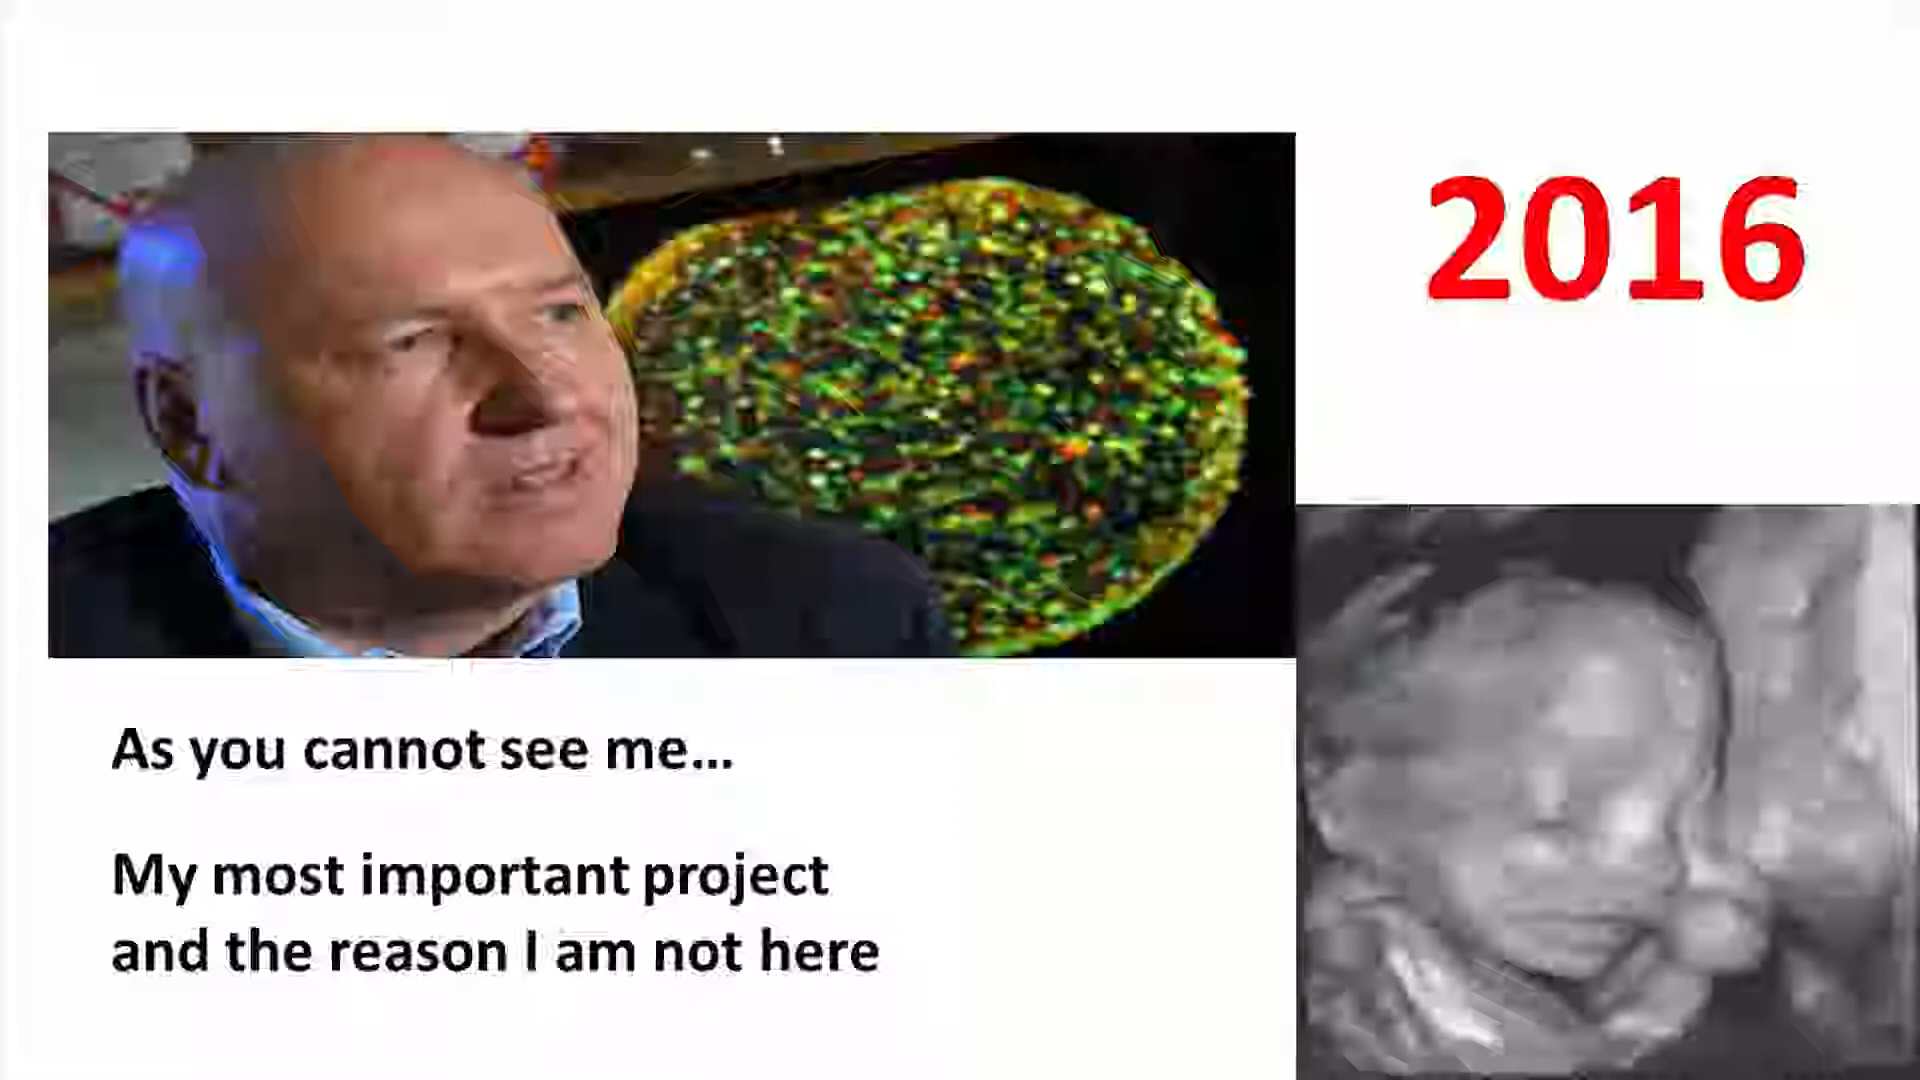 2016
As you cannot see me...
My most important project
and the reason I am not here